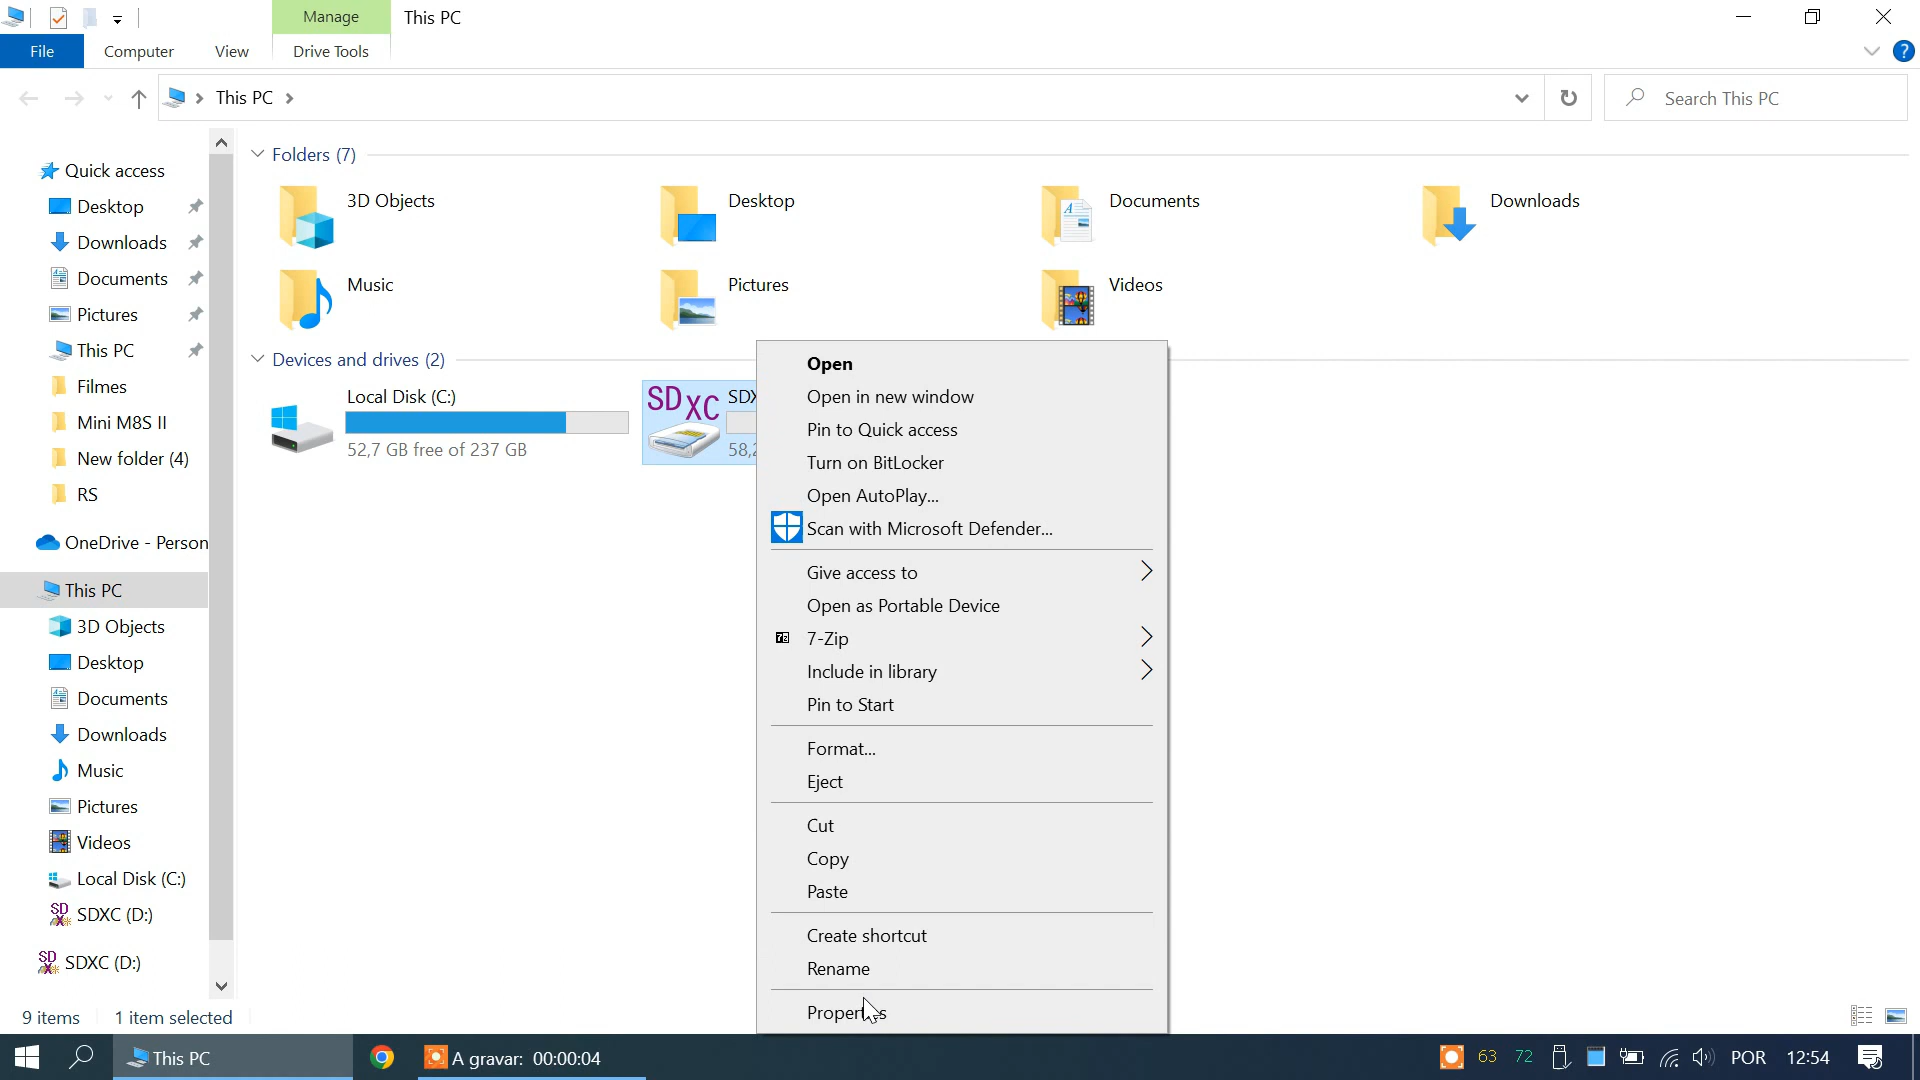 Manage
This PC
File
Computer
View
Drive Tools
This PC
Search This PC
Quick access
Desktop
Downloads
Documents
Pictures
This PC
Filmes
Mini M8S II
New folder (4)
RS
OneDrive - Person
This PC
3D Objects
Desktop
Documents
Downloads
Music
Pictures
Videos
Local Disk (C:)
SDXC (D:)
SDXC (D:)
Folders (7)
3D Objects
Desktop
Documents
Downloads
Music
Pictures
Videos
Devices and drives (2)
Local Disk (C:)
52,7 GB free of 237 GB
SD XC
SDX
58,2
Open
Open in new window
Pin to Quick access
Turn on BitLocker
Open AutoPlay...
Scan with Microsoft Defender...
Give access to
Open as Portable Device
7-Zip
Include in library
Pin to Start
Format...
Eject
Cut
Copy
Paste
Create shortcut
Rename
Properties
9 items
1 item selected
This PC
A gravar: 00:00:04
63
72
POR
12:54